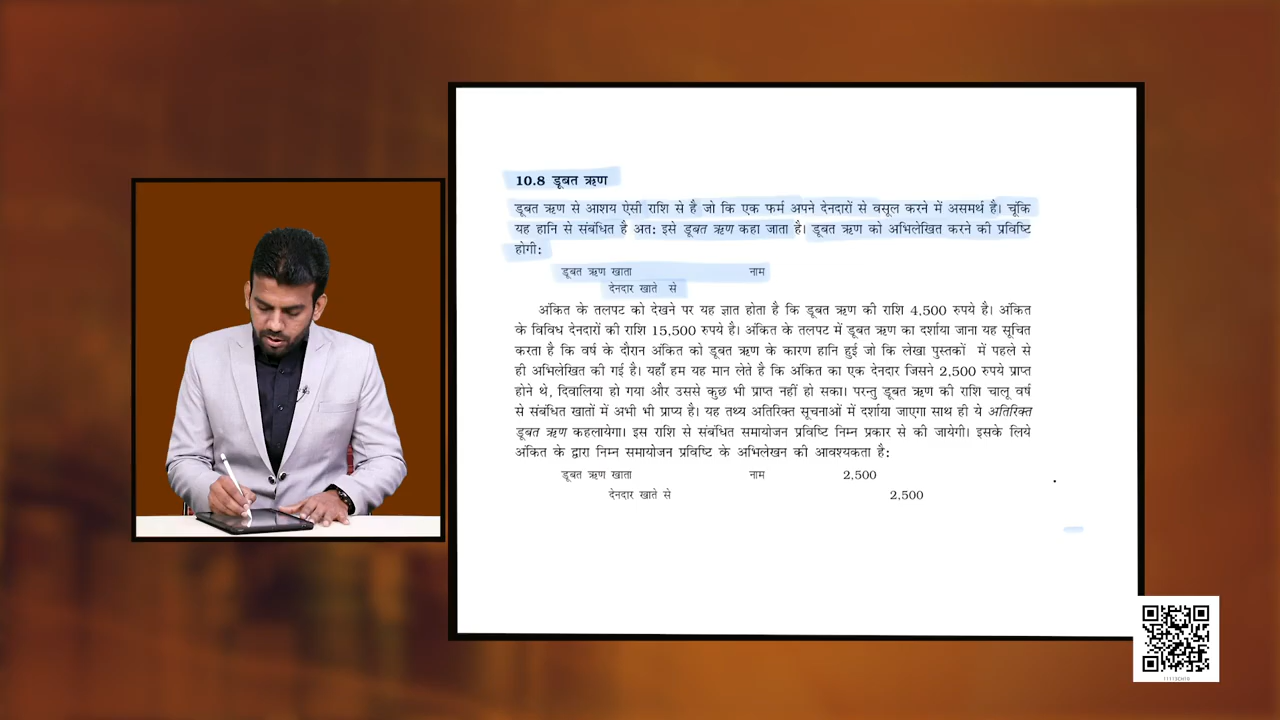 10.8 डूबत ऋण
डूबत ऋण से आशय ऐसी राशि से है जो कि एक फर्म अपने देनदारों से वसूल करने में असमर्थ है। चूंकि
यह हानि से संबंधित है अत: इसे डूबत ऋण कहा जाता है। डूबत ऋण को अभिलेखित करने की प्रविष्टि
होगी:
डूबत ऋण खाता नाम
देनदार खाते से
अंकित के तलपट को देखने पर यह ज्ञात होता है कि डूबत ऋण की राशि 4,500 रुपये है। अंकित
के विविध देनदारों की राशि 15,500 रुपये है। अंकित के तलपट में डूबत ऋण का दर्शाया जाना यह सूचित
करता है कि वर्ष के दौरान अंकित को डूबत ऋण के कारण हानि हुई जो कि लेखा पुस्तकों में पहले से
ही अभिलेखित की गई है। यहाँ हम यह मान लेते है कि अंकित का एक देनदार जिसने 2,500 रुपये प्राप्त
होने थे, दिवालिया हो गया और उससे कुछ भी प्राप्त नहीं हो सका। परन्तु डूबत ऋण की राशि चालू वर्ष
से संबंधित खातों में अभी भी प्राप्य है। यह तथ्य अतिरिक्त सूचनाओं में दर्शाया जाएगा साथ ही ये अतिरिक्त
डूबत ऋण कहलायेगा। इस राशि से संबंधित समायोजन प्रविष्टि निम्न प्रकार से की जायेगी। इसके लिये
अंकित के द्वारा निम्न समायोजन प्रविष्टि के अभिलेखन की आवश्यकता है:
डूबत ऋण खाता नाम 2,500
देनदार खाते से 2,500